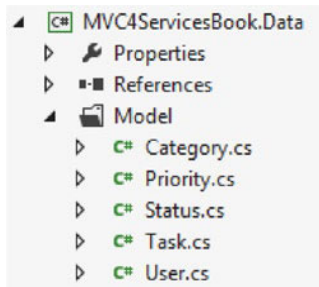 C# MVC4ServicesBook.Data
Properties
References
Model
C# Category.cs
C# Priority.cs
C# Status.cs
C# Task.cs
C# User.cs